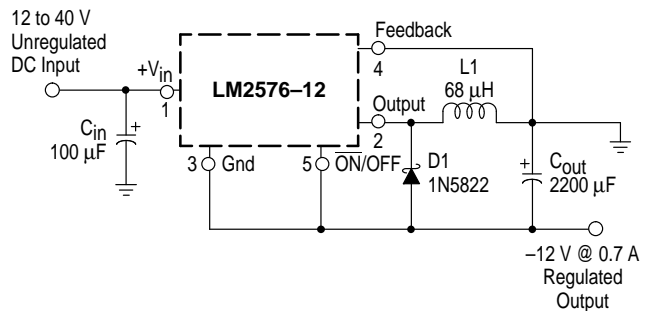 12 to 40 V
Unregulated
DC Input
+Vin
1
Cin
100 μF
+
LM2576–12
Feedback
4
Output
2
3 Gnd
5 O̅N̅/OFF
L1
68 μH
D1
1N5822
+
Cout
2200 μF
–12 V @ 0.7 A
Regulated
Output